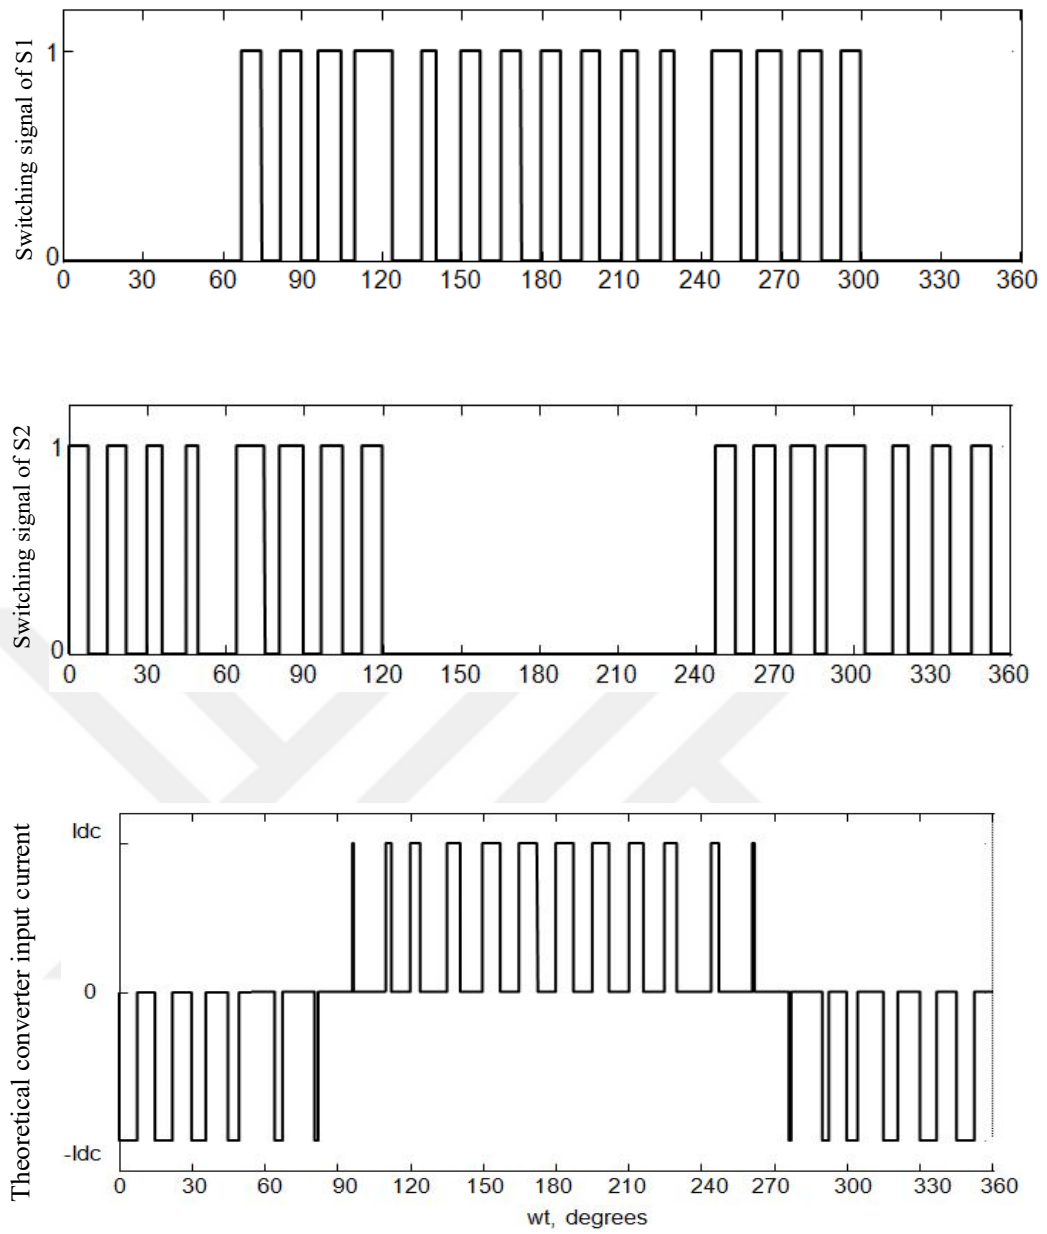 Switching signal of S1
1
0
0 30 60 90 120 150 180 210 240 270 300 330 360
Switching signal of S2
1
0
0 30 60 90 120 150 180 210 240 270 300 330 360
Theoretical converter input current
Idc
0
-Idc
0 30 60 90 120 150 180 210 240 270 300 330 360
wt, degrees